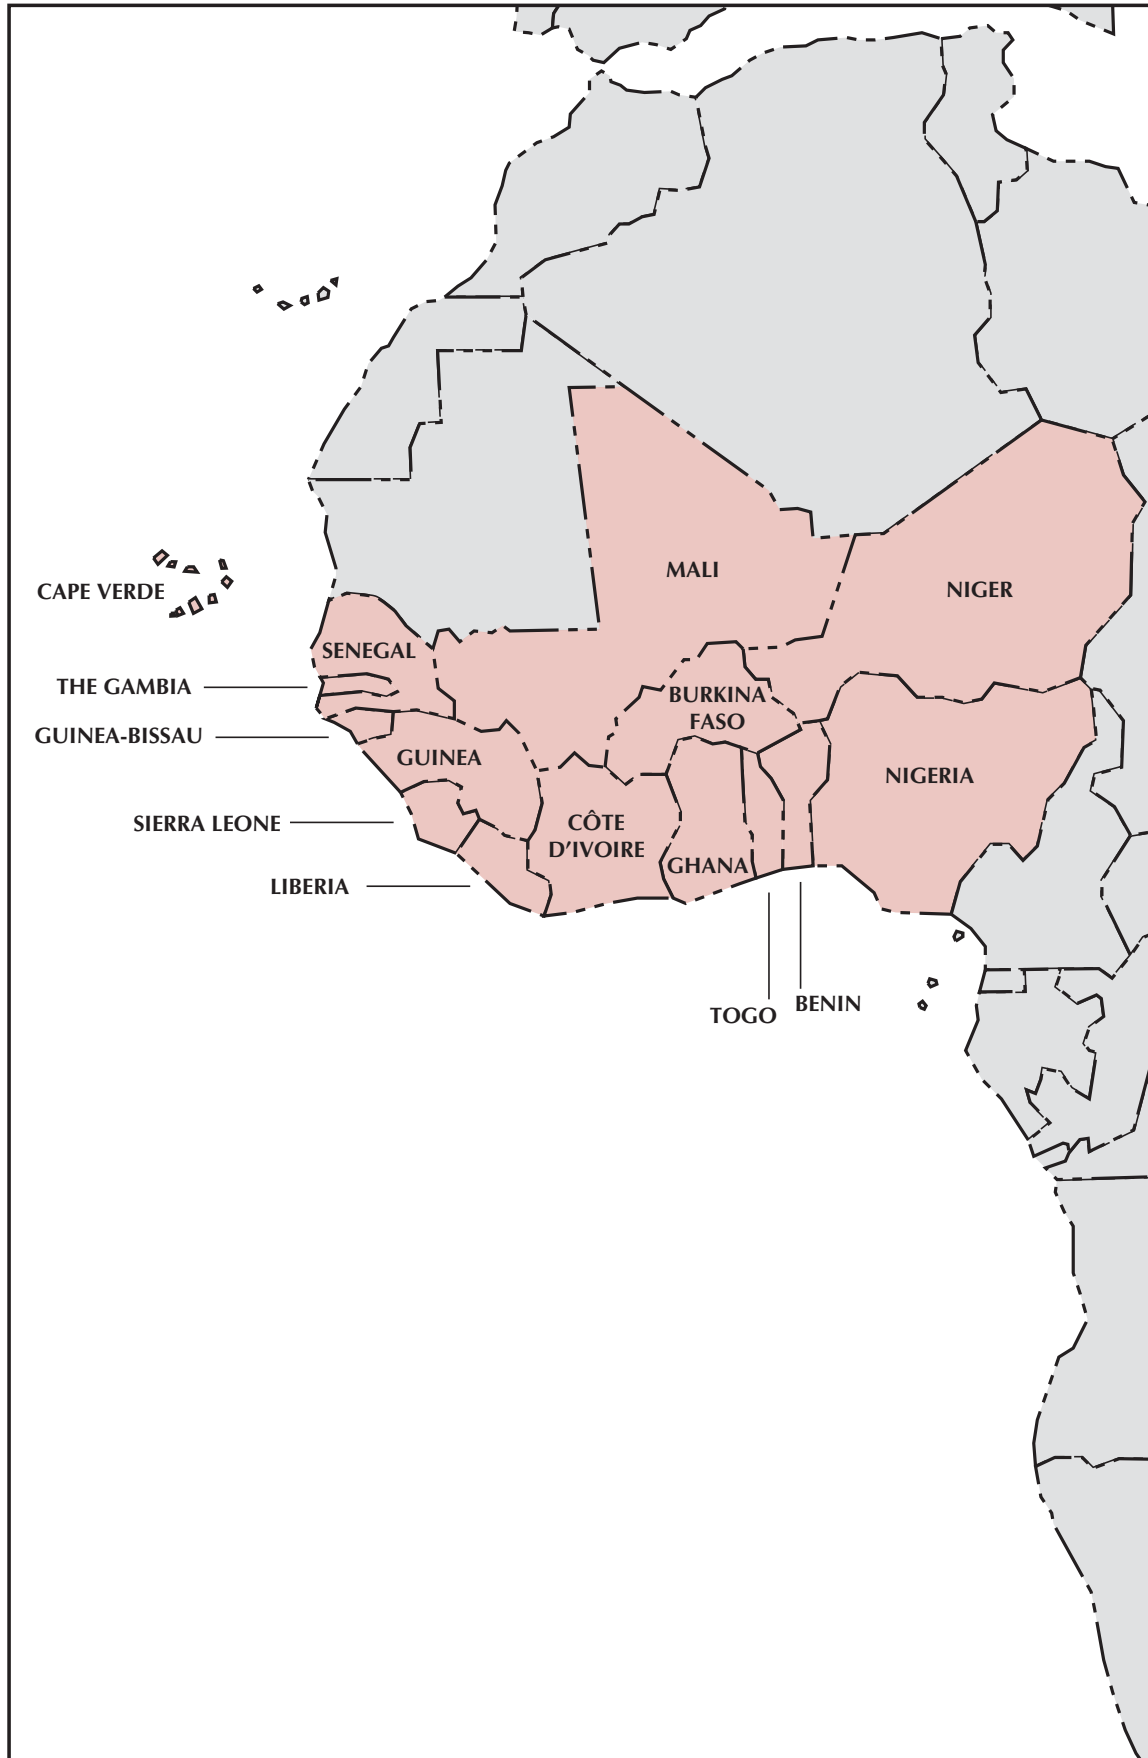 MALI
NIGER
CAPE VERDE
SENEGAL
THE GAMBIA
BURKINA
FASO
GUINEA-BISSAU
GUINEA
NIGERIA
SIERRA LEONE
CÔTE
D'IVOIRE
GHANA
LIBERIA
TOGO
BENIN